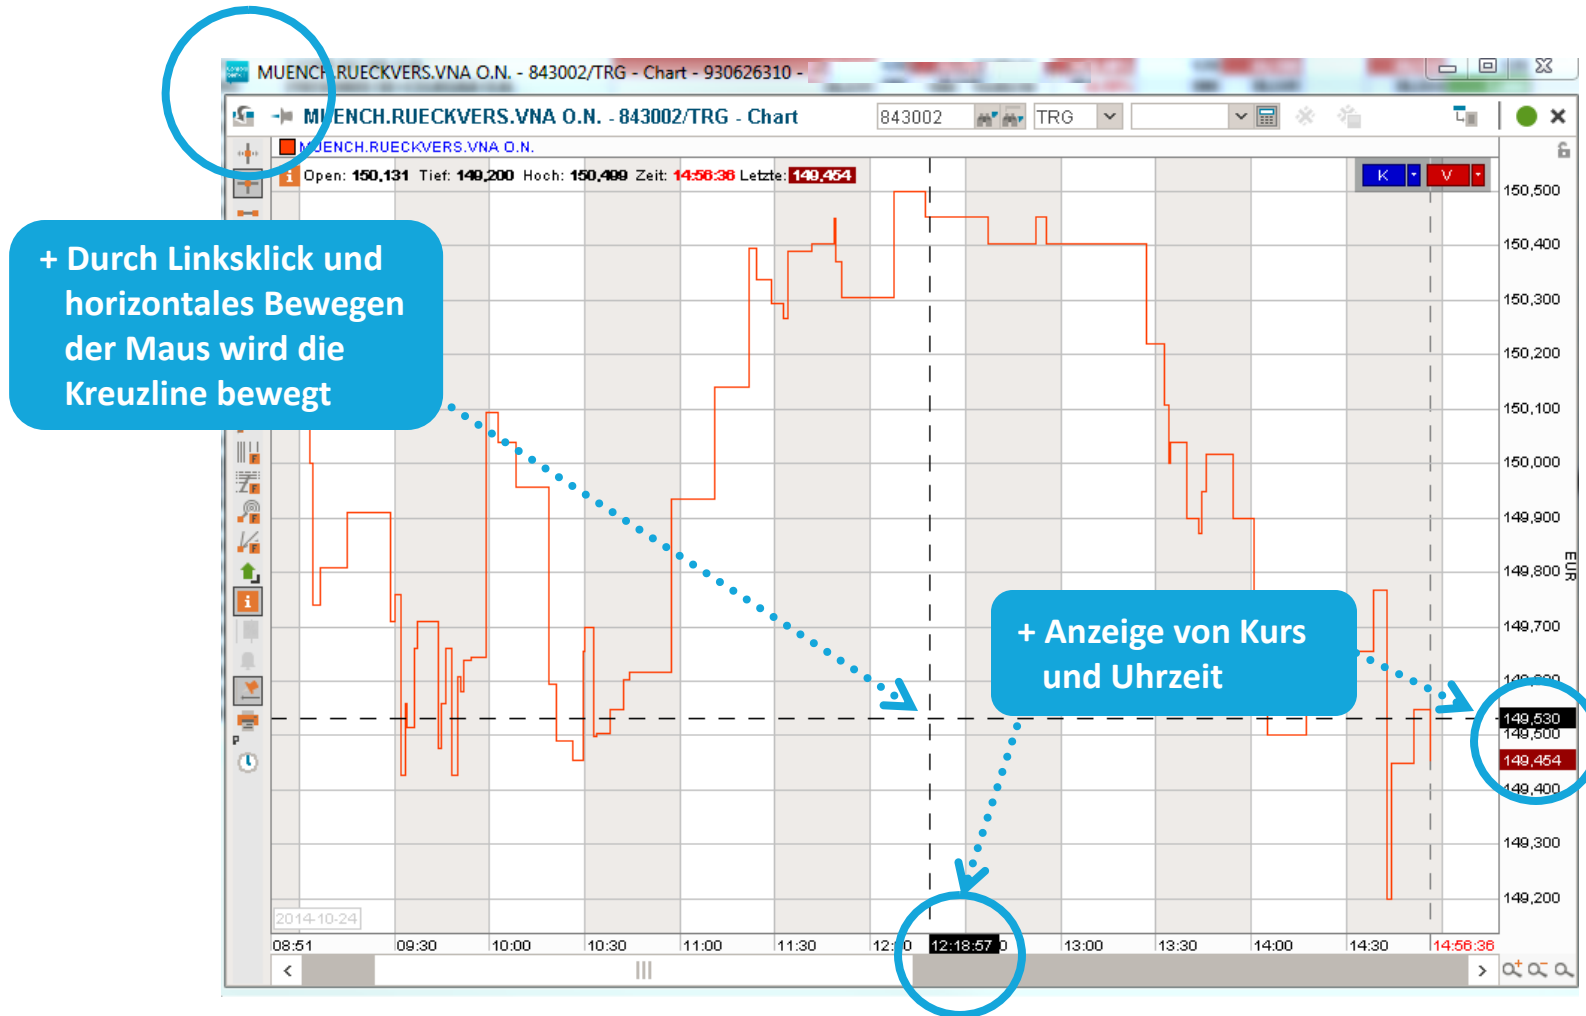 MUENCH.RUECKVERS.VNA O.N. - 843002/TRG - Chart - 930626310 -
MUENCH.RUECKVERS.VNA O.N. - 843002/TRG - Chart
843002
TRG
MUENCH.RUECKVERS.VNA O.N.
Open: 150,131 Tief: 149,200 Hoch: 150,499 Zeit: 14:56:36 Letzte: 149,454
K
V
+ Durch Linksklick und
horizontales Bewegen
der Maus wird die
Kreuzline bewegt
+ Anzeige von Kurs
und Uhrzeit
150,500
150,400
150,300
150,200
150,100
150,000
149,900
149,800
EUR
149,700
149,600
149,530
149,500
149,454
149,400
149,300
149,200
P
2014-10-24
08:51 09:30 10:00 10:30 11:00 11:30 12:18:57 13:00 13:30 14:00 14:30 14:56:36